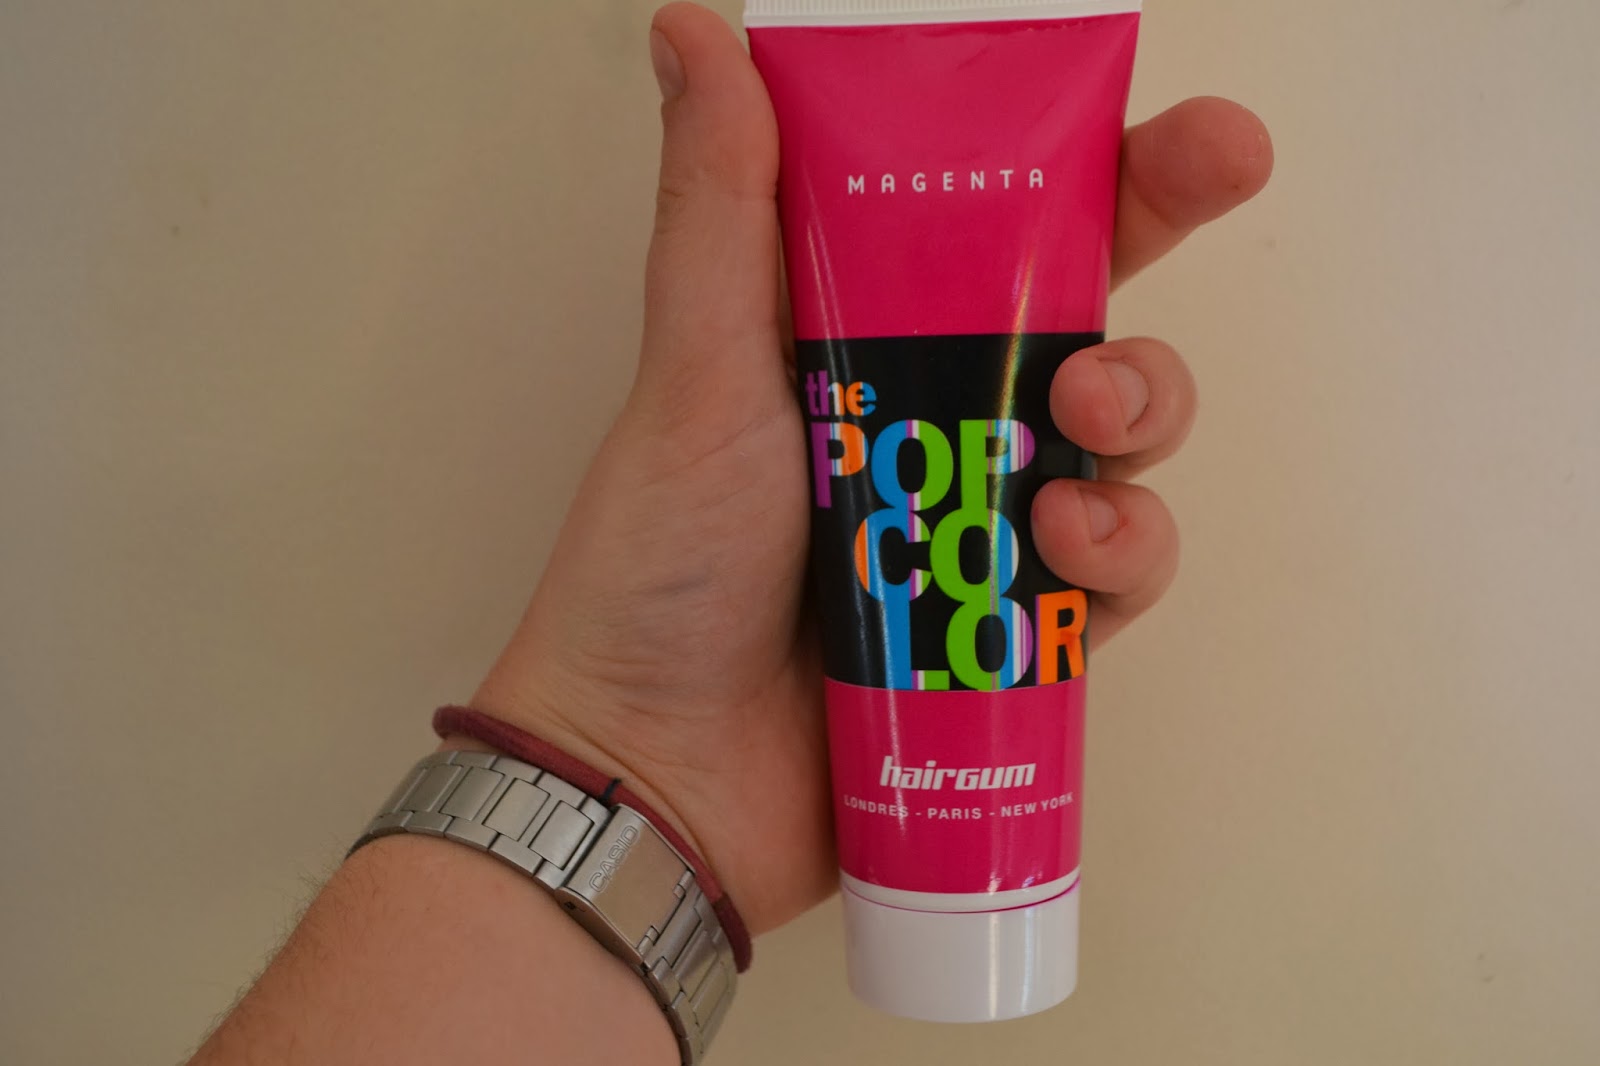 MAGENTA
the
POP
CO
LOR
hairgum
LONDRES - PARIS - NEW YORK
CASIO